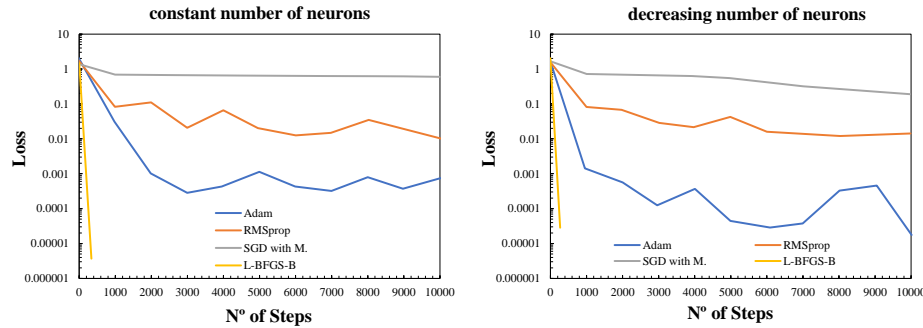 constant number of neurons
10
1
0.1
0.01
0.001
0.0001
0.00001
0.000001
Loss
Adam
RMSprop
SGD with M.
L-BFGS-B
0 1000 2000 3000 4000 5000 6000 7000 8000 9000 10000
Nº of Steps
decreasing number of neurons
10
1
0.1
0.01
0.001
0.0001
0.00001
0.000001
Loss
Adam RMSprop
SGD with M. L-BFGS-B
0 1000 2000 3000 4000 5000 6000 7000 8000 9000 10000
Nº of Steps